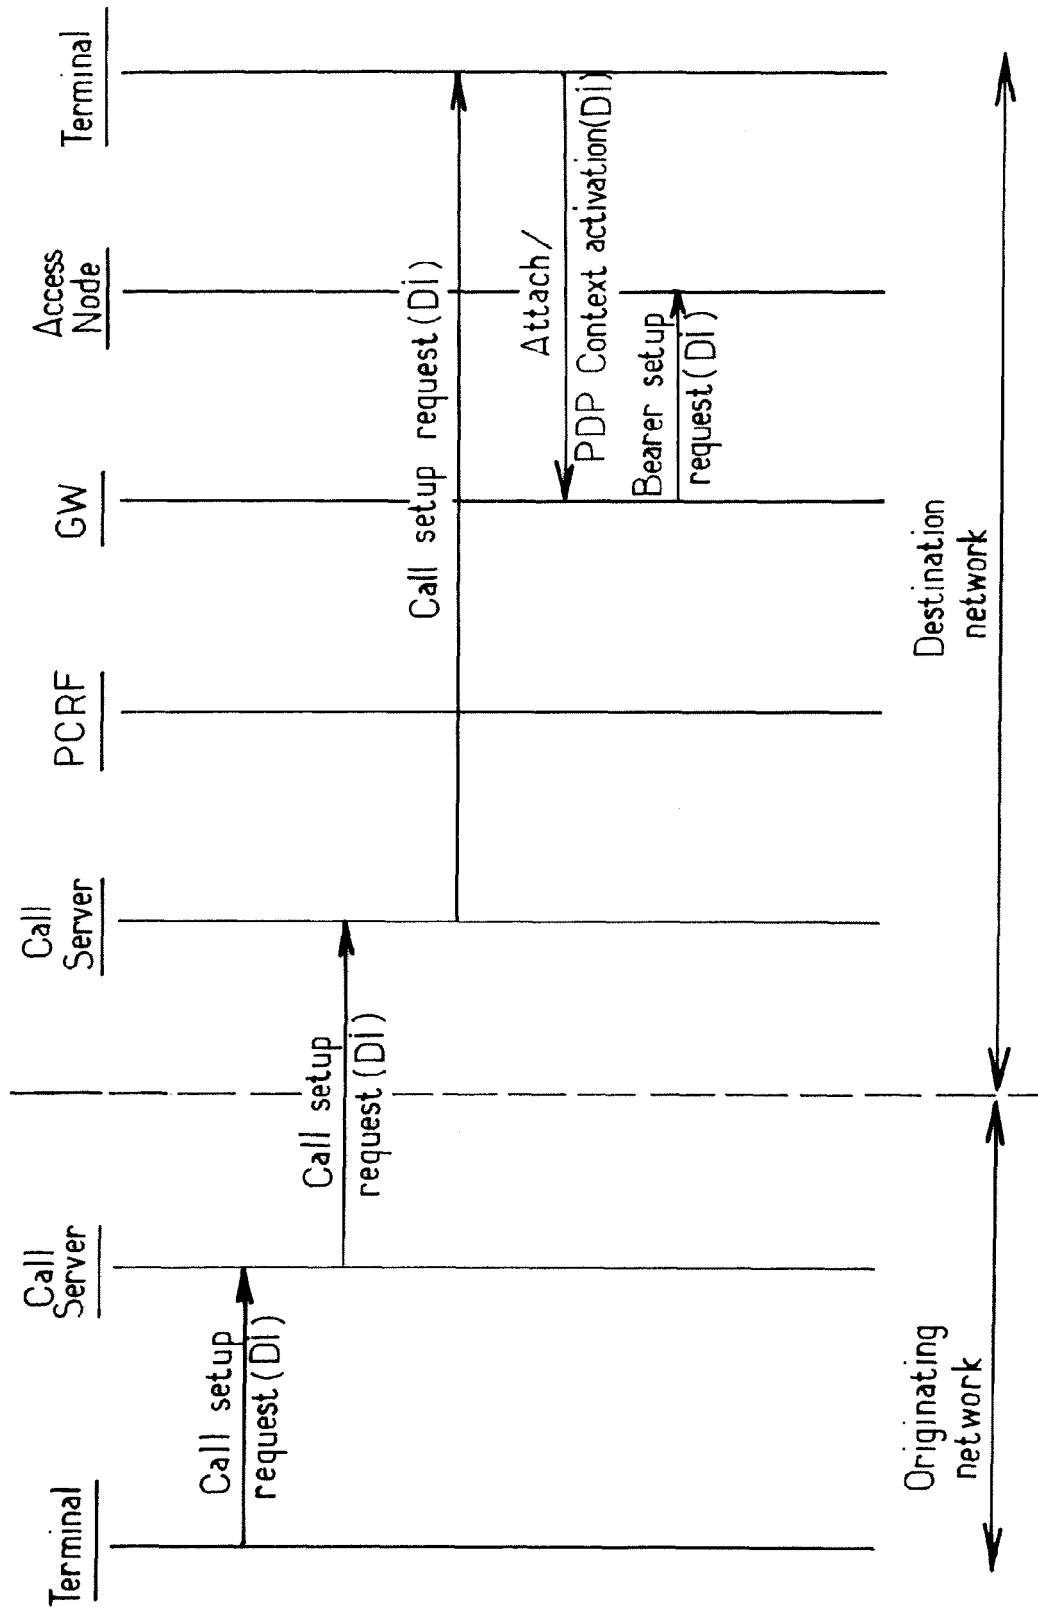 Terminal
Call
Server
Call
Server
PCRF
GW
Access
Node
Terminal
Call setup
request(Di)
Call setup
request(Di)
Call setup request(Di)
Attach/
PDP Context activation(Di)
Bearer setup
request(Di)
Originating
network
Destination
network